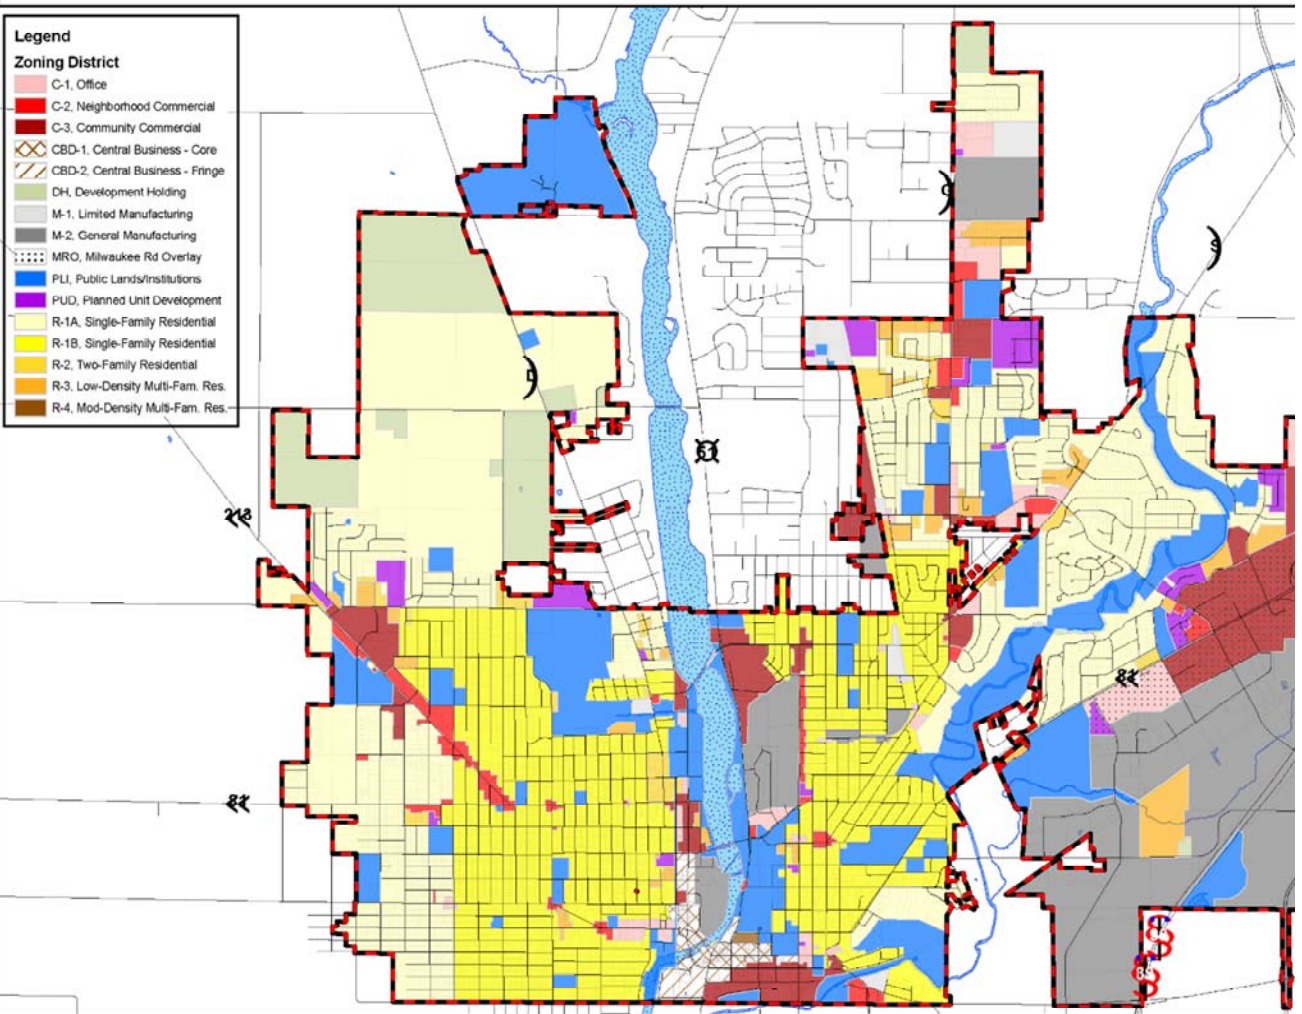 Legend
Zoning District
C-1, Office
C-2, Neighborhood Commercial
C-3, Community Commercial
CBD-1, Central Business - Core
CBD-2, Central Business - Fringe
DH, Development Holding
M-1, Limited Manufacturing
M-2, General Manufacturing
MRO, Milwaukee Rd Overlay
PLI, Public Lands/Institutions
PUD, Planned Unit Development
R-1A, Single-Family Residential
R-1B, Single-Family Residential
R-2, Two-Family Residential
R-3, Low-Density Multi-Fam. Res.
R-4, Mod-Density Multi-Fam. Res.
G
S
D
51
213
81
81